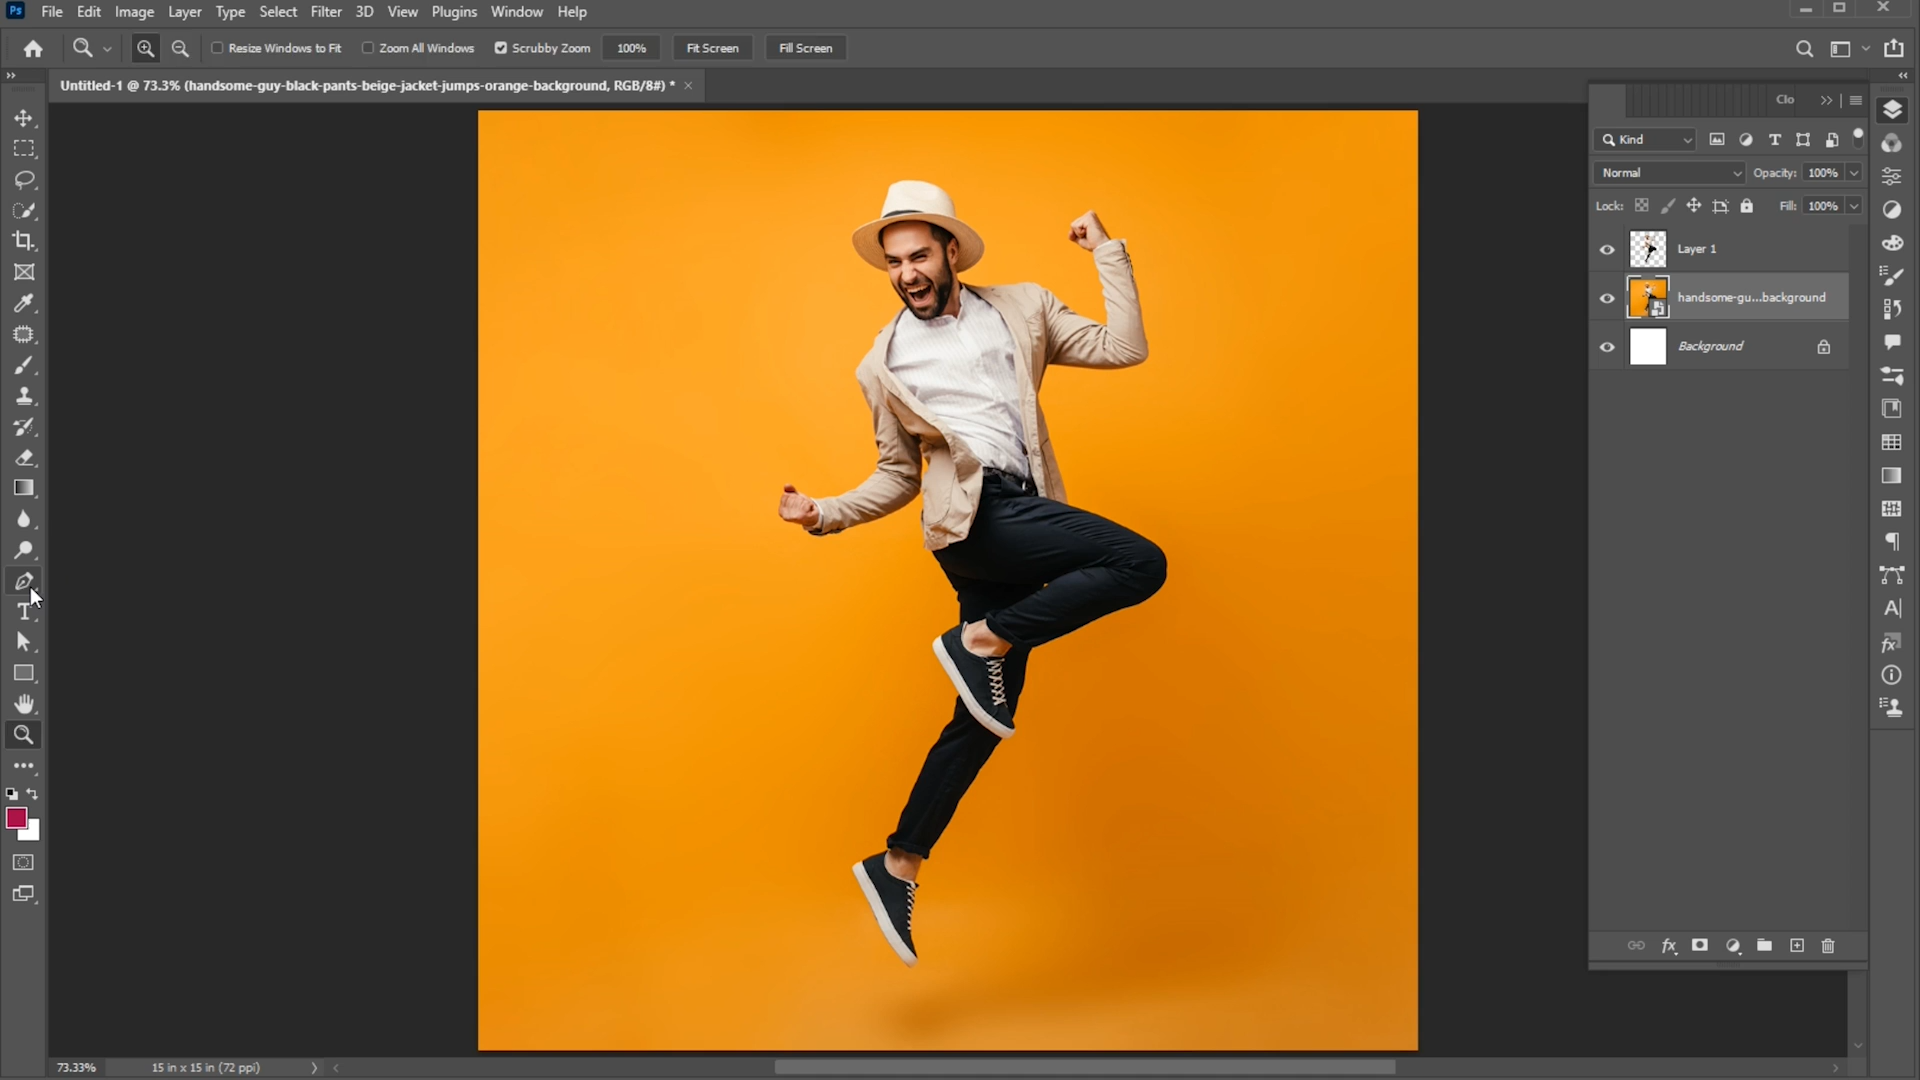 Ps File Edit Image Layer Type Select Filter 3D View Plugins Window Help
Resize Windows to Fit Zoom All Windows Scrubby Zoom 100% Fit Screen Fill Screen
Untitled-1 @ 73.3% (handsome-guy-black-pants-beige-jacket-jumps-orange-background, RGB/8#) * ×
Clo
Kind
Normal Opacity: 100%
Lock: Fill: 100%
Layer 1
handsome-gu...background
Background
73.33% 15 in x 15 in (72 ppi)